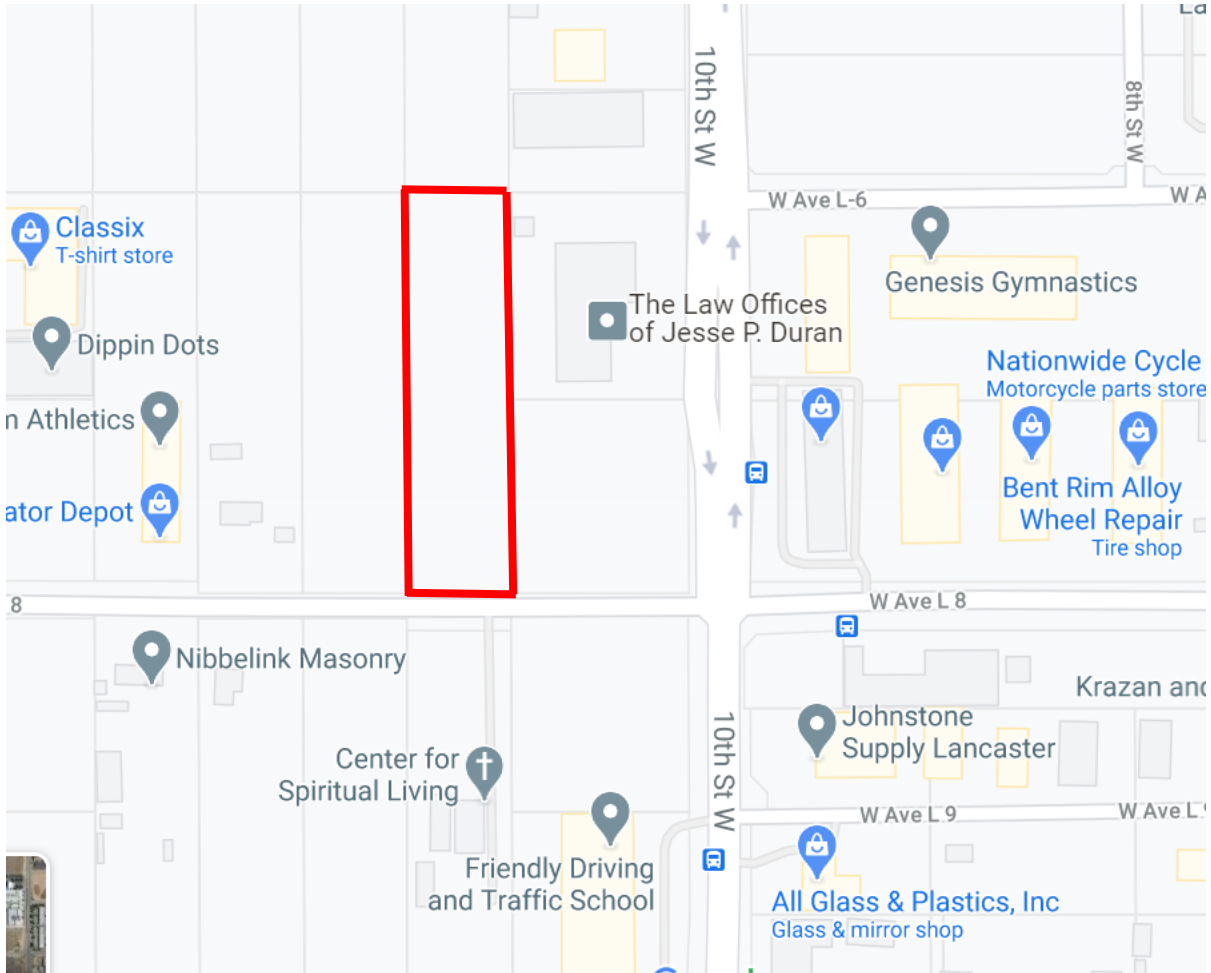 10th St W
8th St W
W Ave L-6
W A
Classix
T-shirt store
Genesis Gymnastics
The Law Offices
of Jesse P. Duran
Dippin Dots
Nationwide Cycle
Motorcycle parts store
n Athletics
Bent Rim Alloy
Wheel Repair
Tire shop
ator Depot
8
W Ave L 8
Nibbelink Masonry
Krazan and
10th St W
Johnstone
Supply Lancaster
Center for
Spiritual Living
W Ave L 9
W Ave L 9
Friendly Driving
and Traffic School
All Glass & Plastics, Inc
Glass & mirror shop